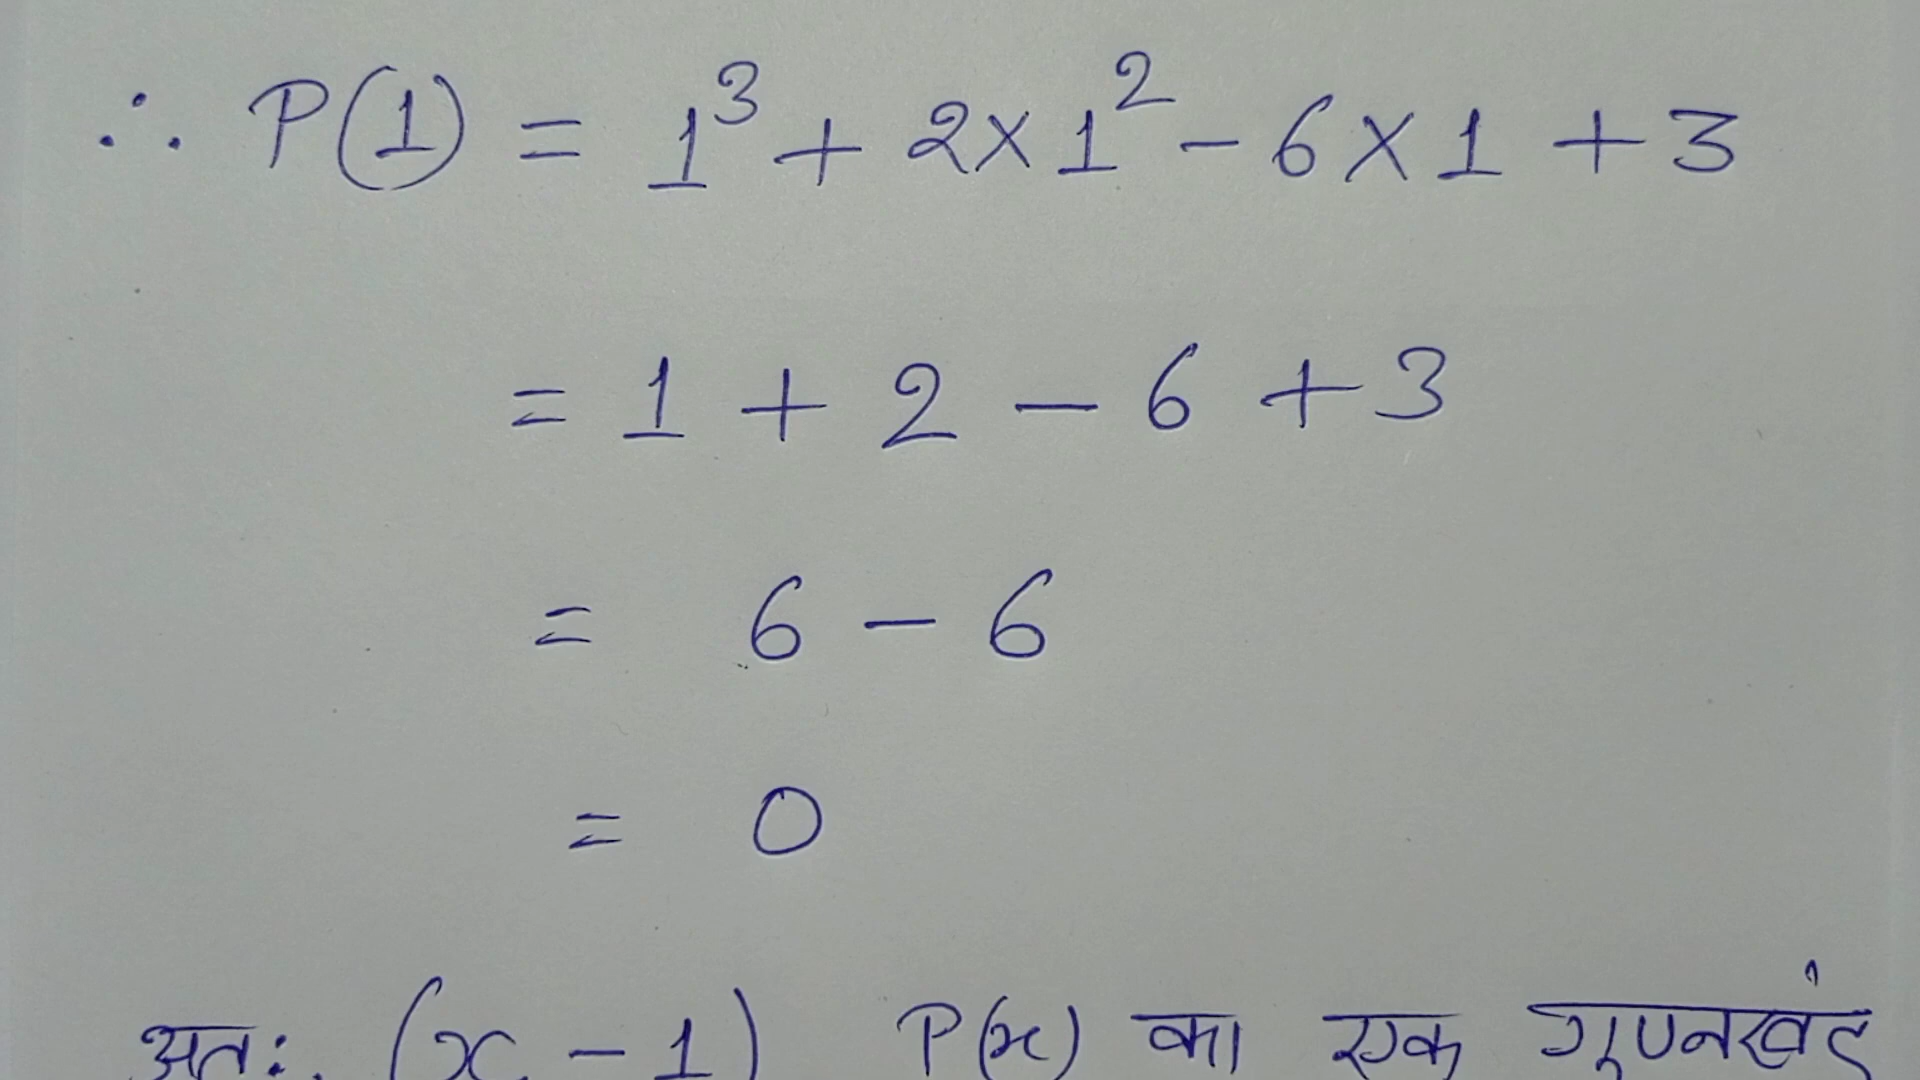 ∴ P(1) = 1³ + 2×1² - 6×1 + 3
= 1 + 2 - 6 + 3
= 6 - 6
= 0
अतः (x - 1) P(x) का एक गुणनखंड